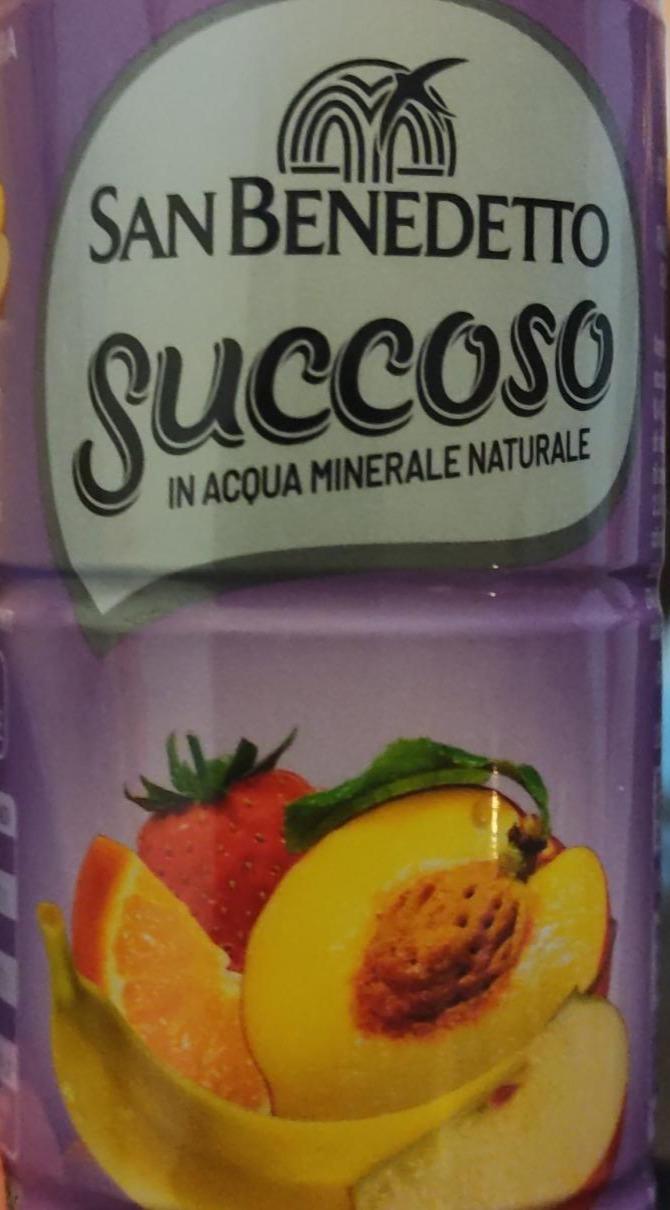 SAN BENEDETTO
Succoso
IN ACQUA MINERALE NATURALE